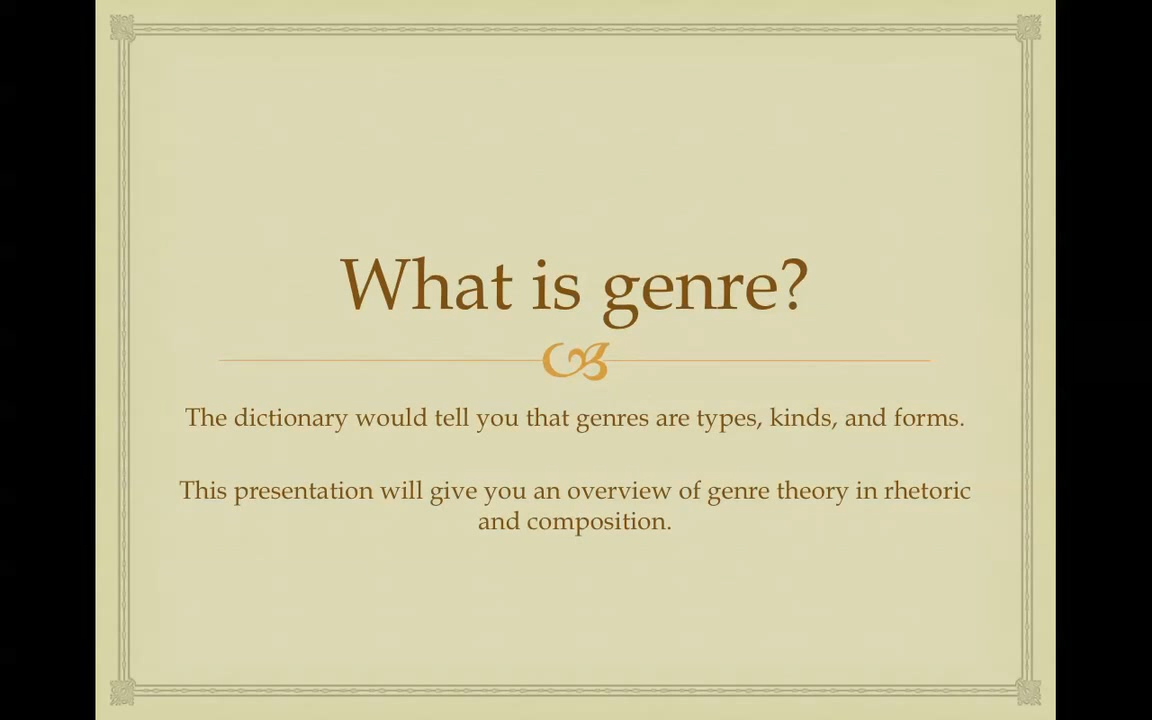 What is genre?
The dictionary would tell you that genres are types, kinds, and forms.
This presentation will give you an overview of genre theory in rhetoric
and composition.